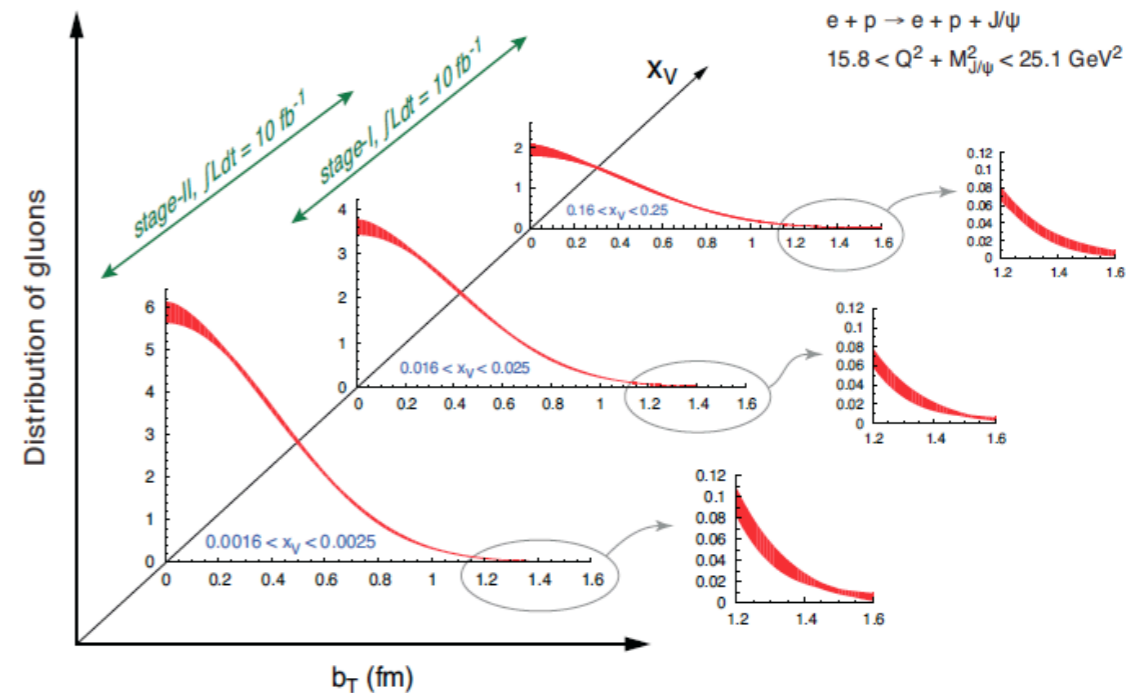 e + p → e + p + J/ψ
15.8 < Q² + M²J/ψ < 25.1 GeV²
stage-II, ∫Ldt = 10 fb⁻¹
stage-I, ∫Ldt = 10 fb⁻¹
xV
Distribution of gluons
2
1
0
0.16 < xV < 0.25
0 0.2 0.4 0.6 0.8 1 1.2 1.4 1.6
0.12
0.1
0.08
0.06
0.04
0.02
0
1.2 1.4 1.6
4
3
2
1
0
0.016 < xV < 0.025
0 0.2 0.4 0.6 0.8 1 1.2 1.4 1.6
0.12
0.1
0.08
0.06
0.04
0.02
0
1.2 1.4 1.6
6
5
4
3
2
1
0
0.0016 < xV < 0.0025
0 0.2 0.4 0.6 0.8 1 1.2 1.4 1.6
0.12
0.1
0.08
0.06
0.04
0.02
0
1.2 1.4 1.6
bT (fm)